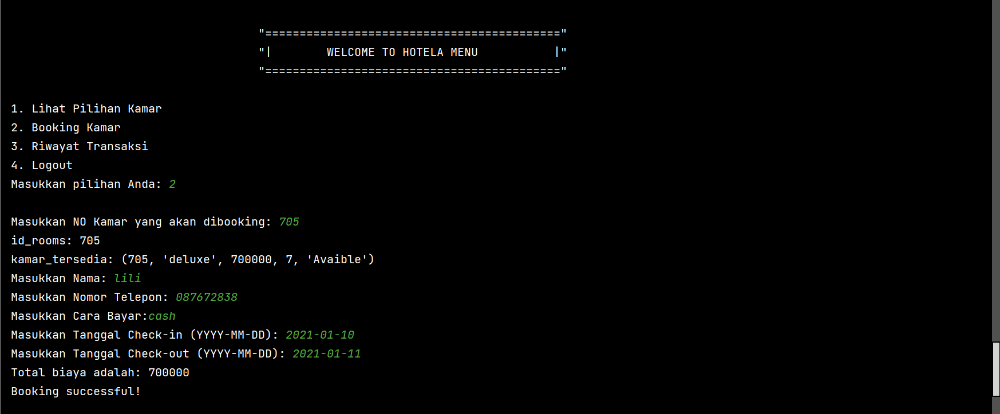 "==========================================="
"|        WELCOME TO HOTELA MENU           |"
"==========================================="
1. Lihat Pilihan Kamar
2. Booking Kamar
3. Riwayat Transaksi
4. Logout
Masukkan pilihan Anda: 2
Masukkan NO Kamar yang akan dibooking: 705
id_rooms: 705
kamar_tersedia: (705, 'deluxe', 700000, 7, 'Avaible')
Masukkan Nama: lili
Masukkan Nomor Telepon: 087672838
Masukkan Cara Bayar:cash
Masukkan Tanggal Check-in (YYYY-MM-DD): 2021-01-10
Masukkan Tanggal Check-out (YYYY-MM-DD): 2021-01-11
Total biaya adalah: 700000
Booking successful!